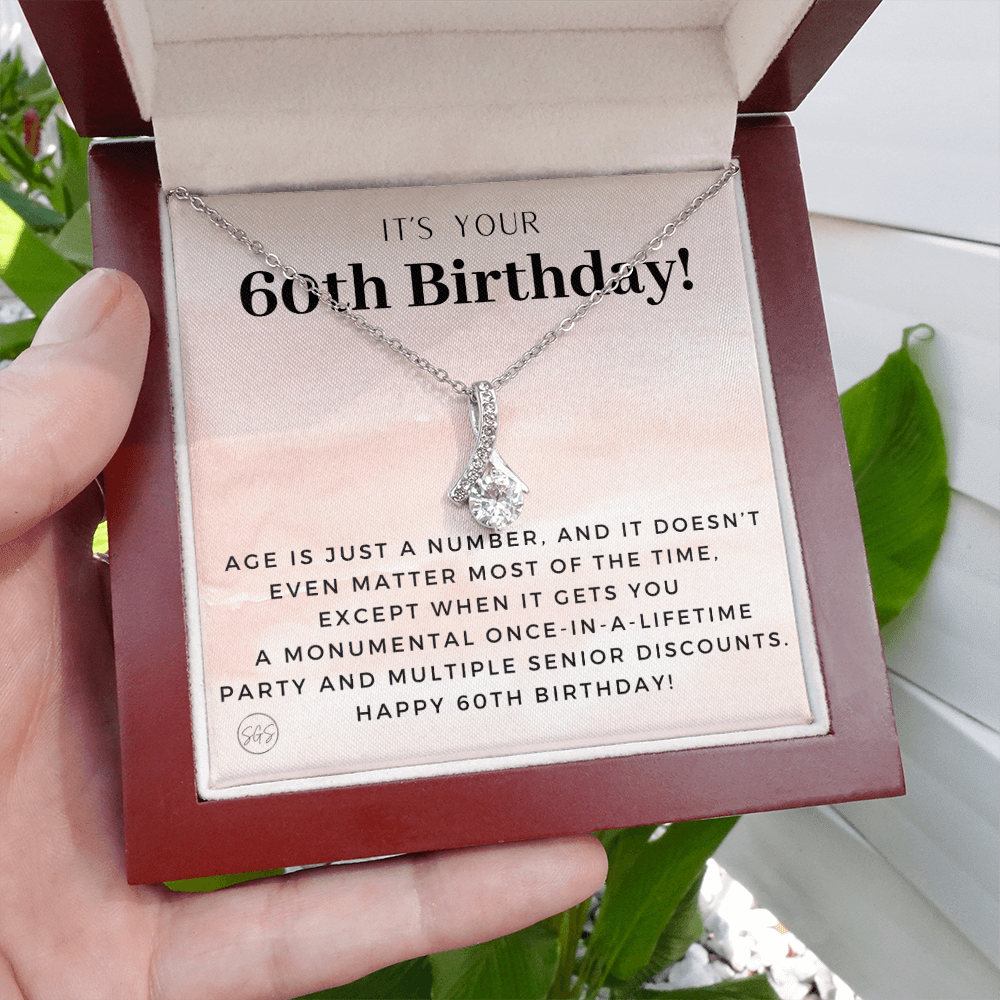 IT'S YOUR
60th Birthday!
AGE IS JUST A NUMBER, AND IT DOESN'T
EVEN MATTER MOST OF THE TIME,
EXCEPT WHEN IT GETS YOU
A MONUMENTAL ONCE-IN-A-LIFETIME
PARTY AND MULTIPLE SENIOR DISCOUNTS.
HAPPY 60TH BIRTHDAY!
SGS